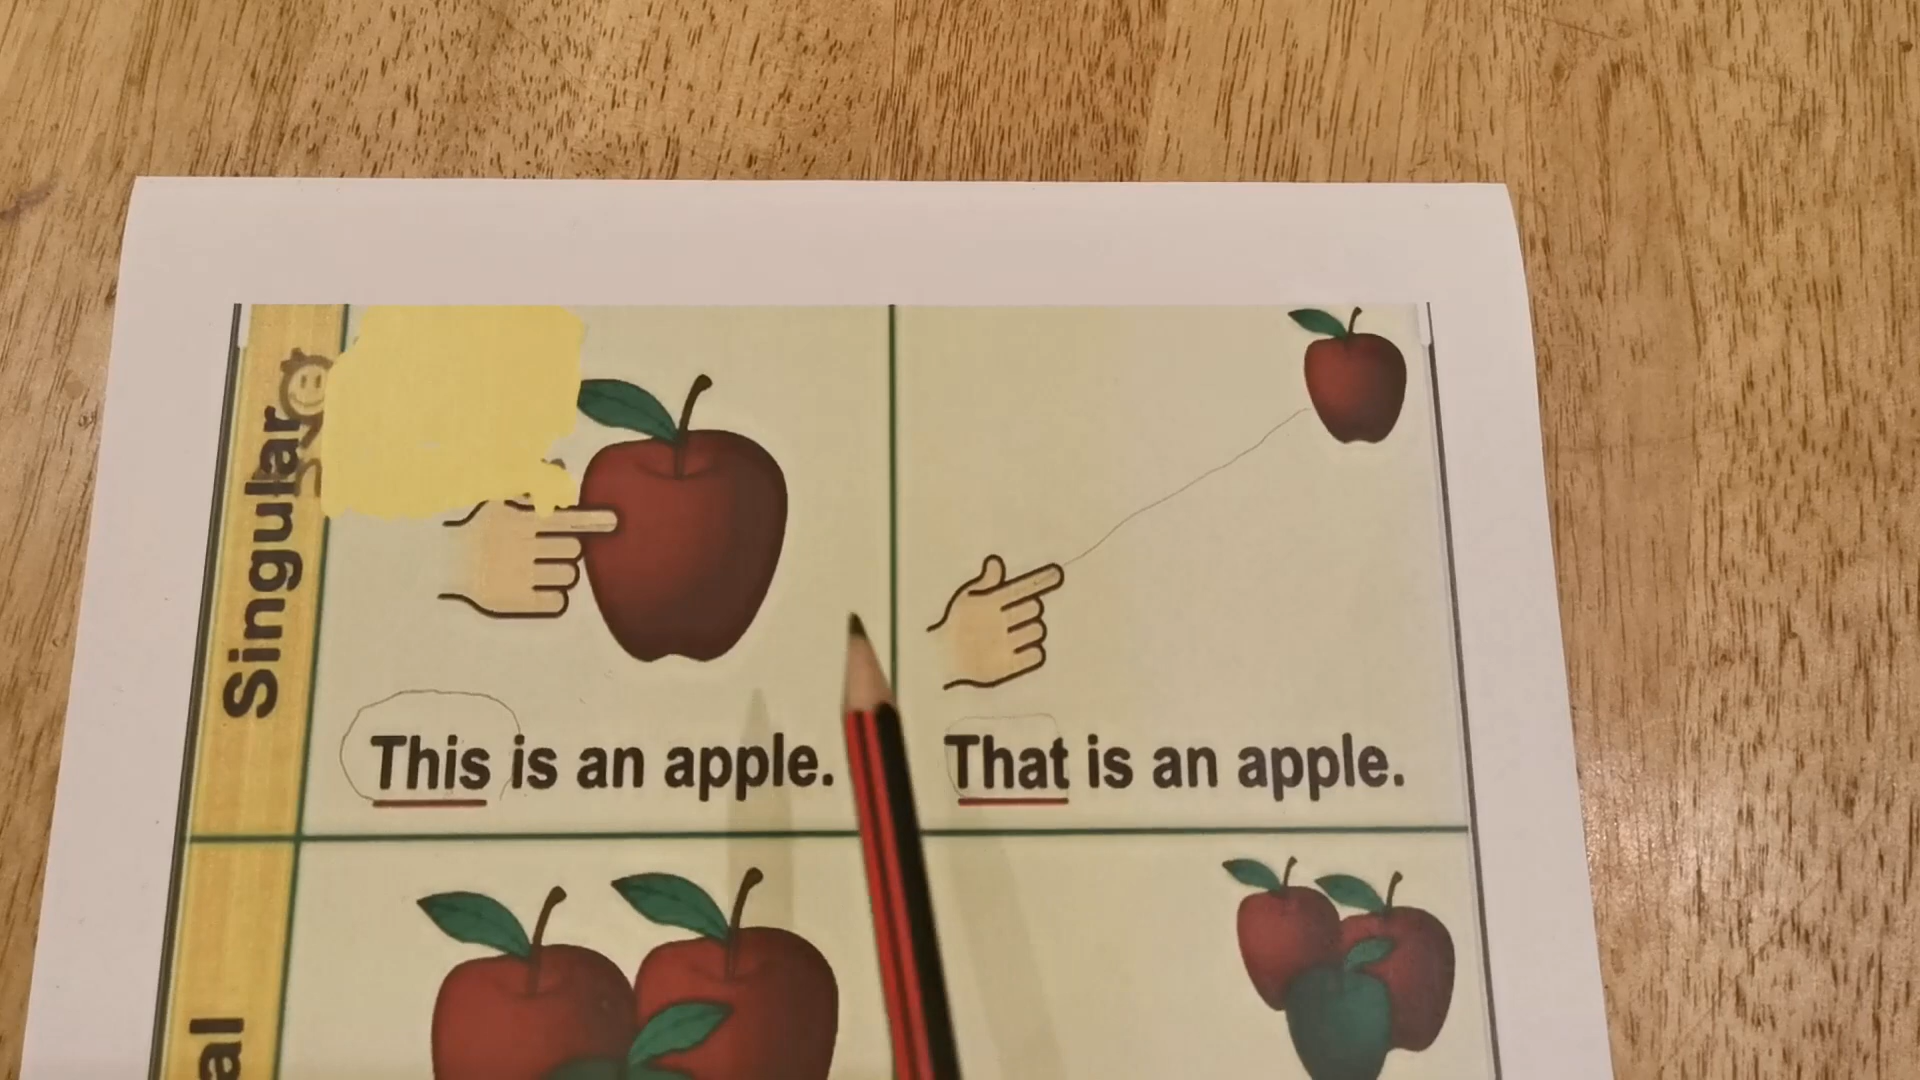 Singular
This is an apple.
That is an apple.
al